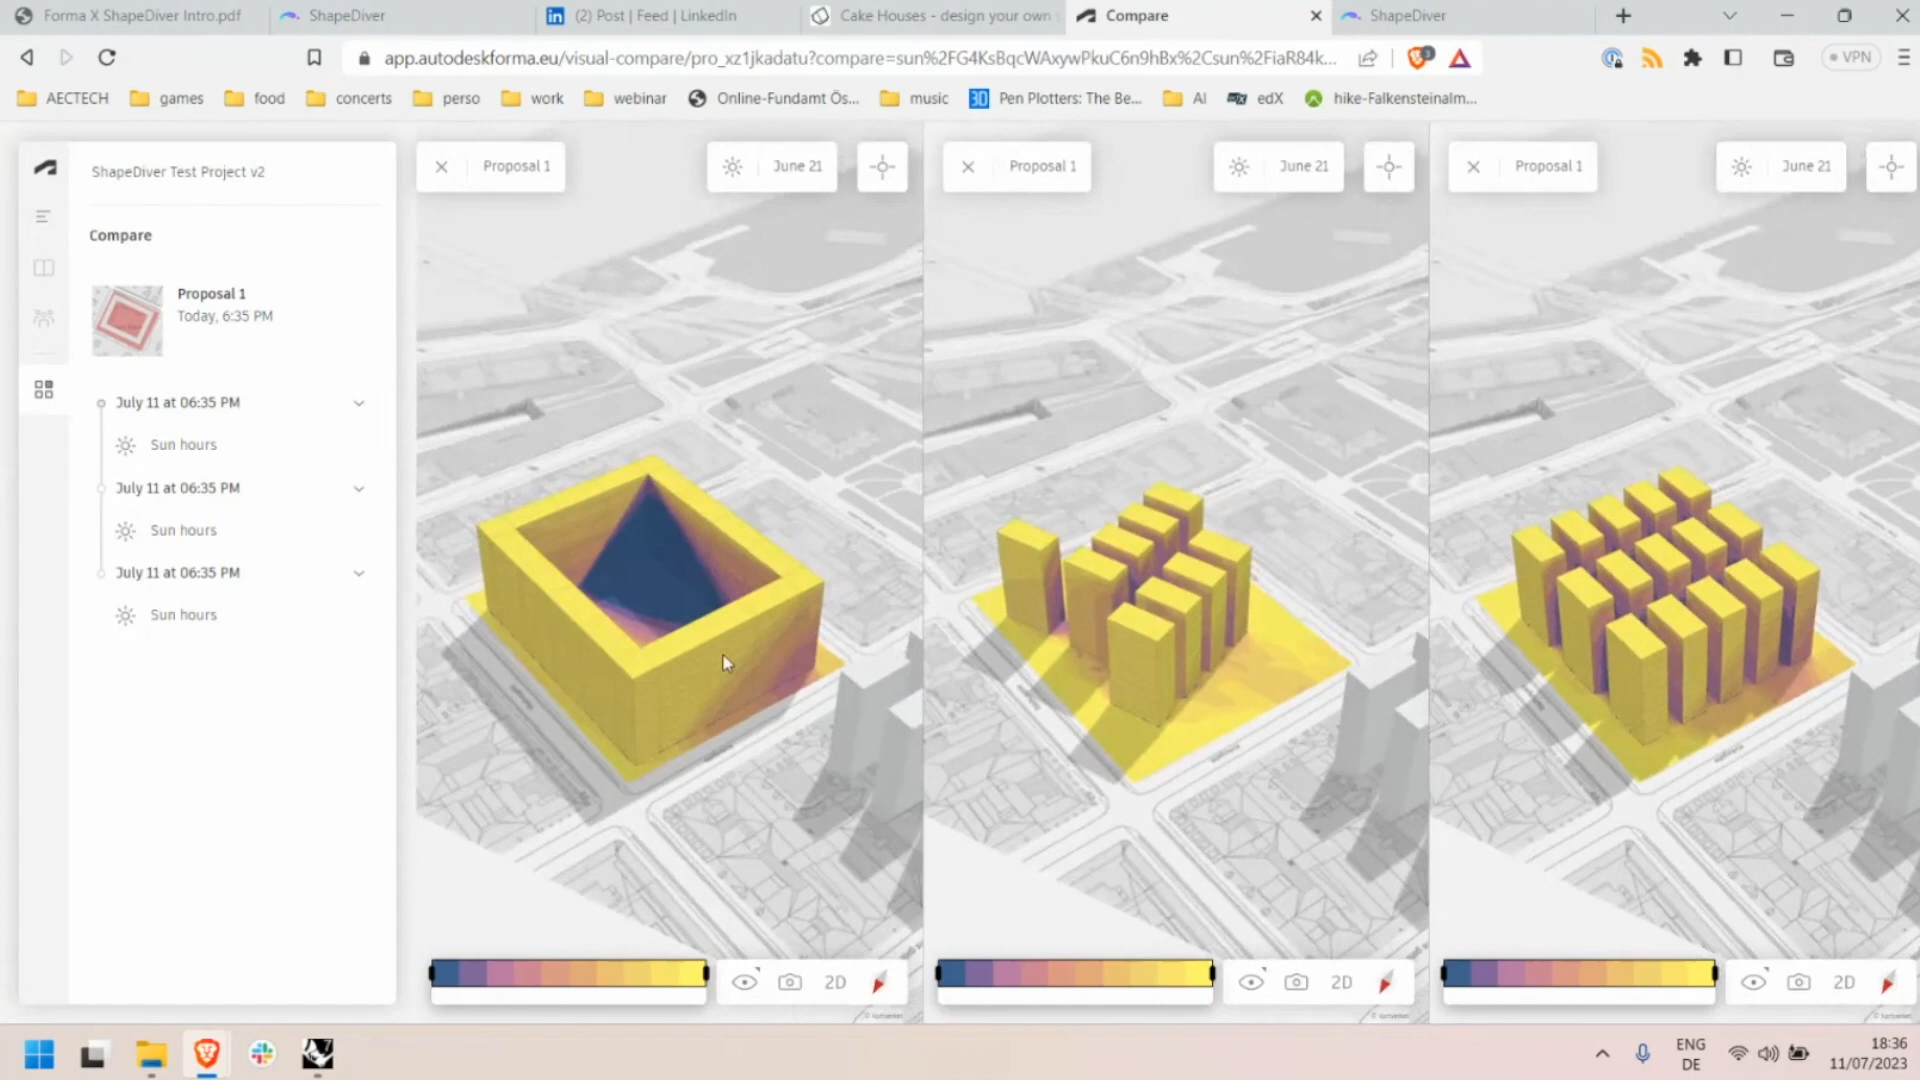 Forma X ShapeDiver Intro.pdf
ShapeDiver
(2) Post | Feed | LinkedIn
Cake Houses - design your own
Compare
ShapeDiver
app.autodeskforma.eu/visual-compare/pro_xz1jkadatu?compare=sun%2FG4KsBqcWAxywPkuC6n9hBx%2Csun%2FiaR84k...
3
VPN
AECTECH
games
food
concerts
perso
work
webinar
Online-Fundamt Ös...
music
3D
Pen Plotters: The Be...
AI
edX
hike-Falkensteinalm...
ShapeDiver Test Project v2
Compare
Proposal 1
Today, 6:35 PM
July 11 at 06:35 PM
Sun hours
July 11 at 06:35 PM
Sun hours
July 11 at 06:35 PM
Sun hours
Proposal 1
June 21
2D
Proposal 1
June 21
2D
Proposal 1
June 21
2D
ENG
DE
18:36
11/07/2023